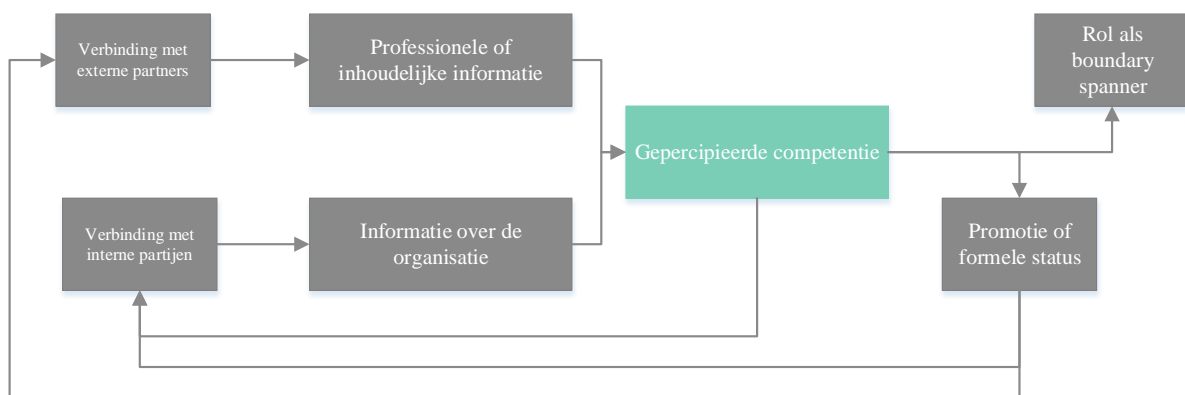 Verbinding met
externe partners
Professionele of
inhoudelijke informatie
Rol als
boundary
spanner
Gepercipieerde competentie
Verbinding met
interne partijen
Informatie over de
organisatie
Promotie of
formele status